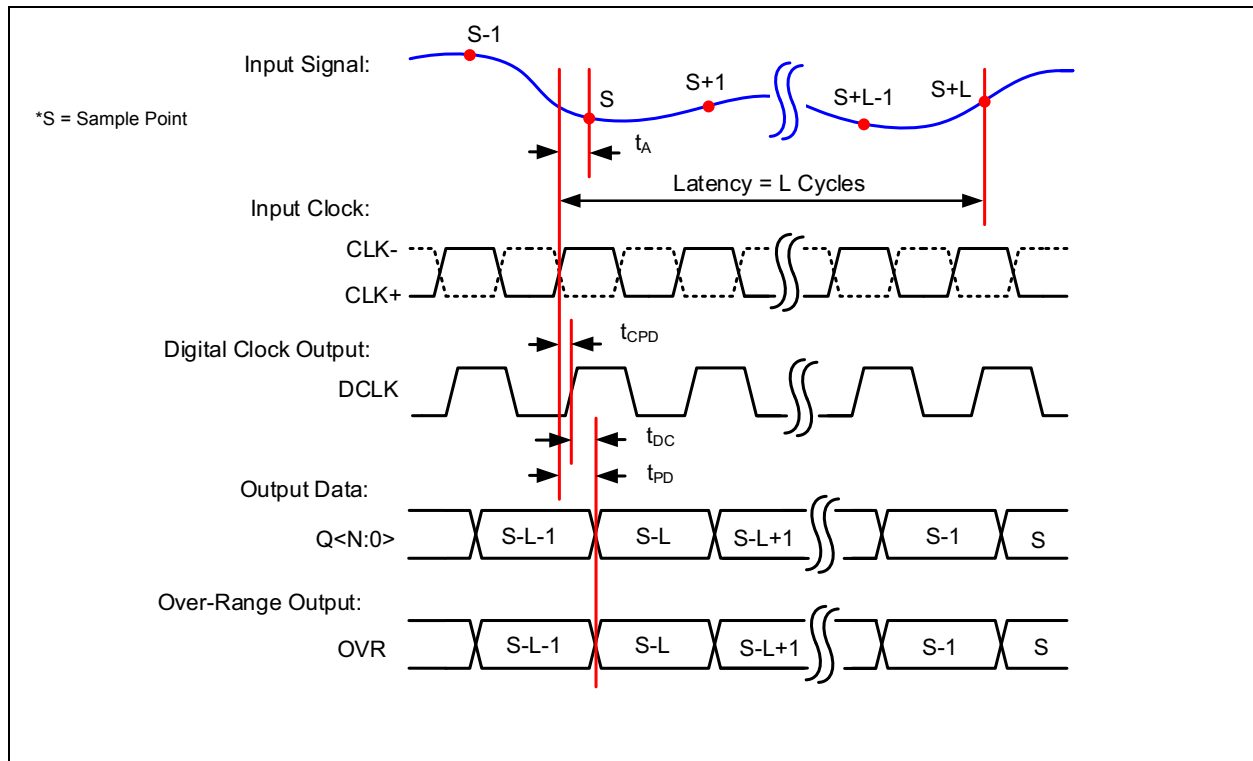 S-1
Input Signal:
S
S+1
S+L-1
S+L
*S = Sample Point
tA
Latency = L Cycles
Input Clock:
CLK-
CLK+
tCPD
Digital Clock Output:
DCLK
tDC
tPD
Output Data:
Q<N:0>
S-L-1
S-L
S-L+1
S-1
S
Over-Range Output:
OVR
S-L-1
S-L
S-L+1
S-1
S